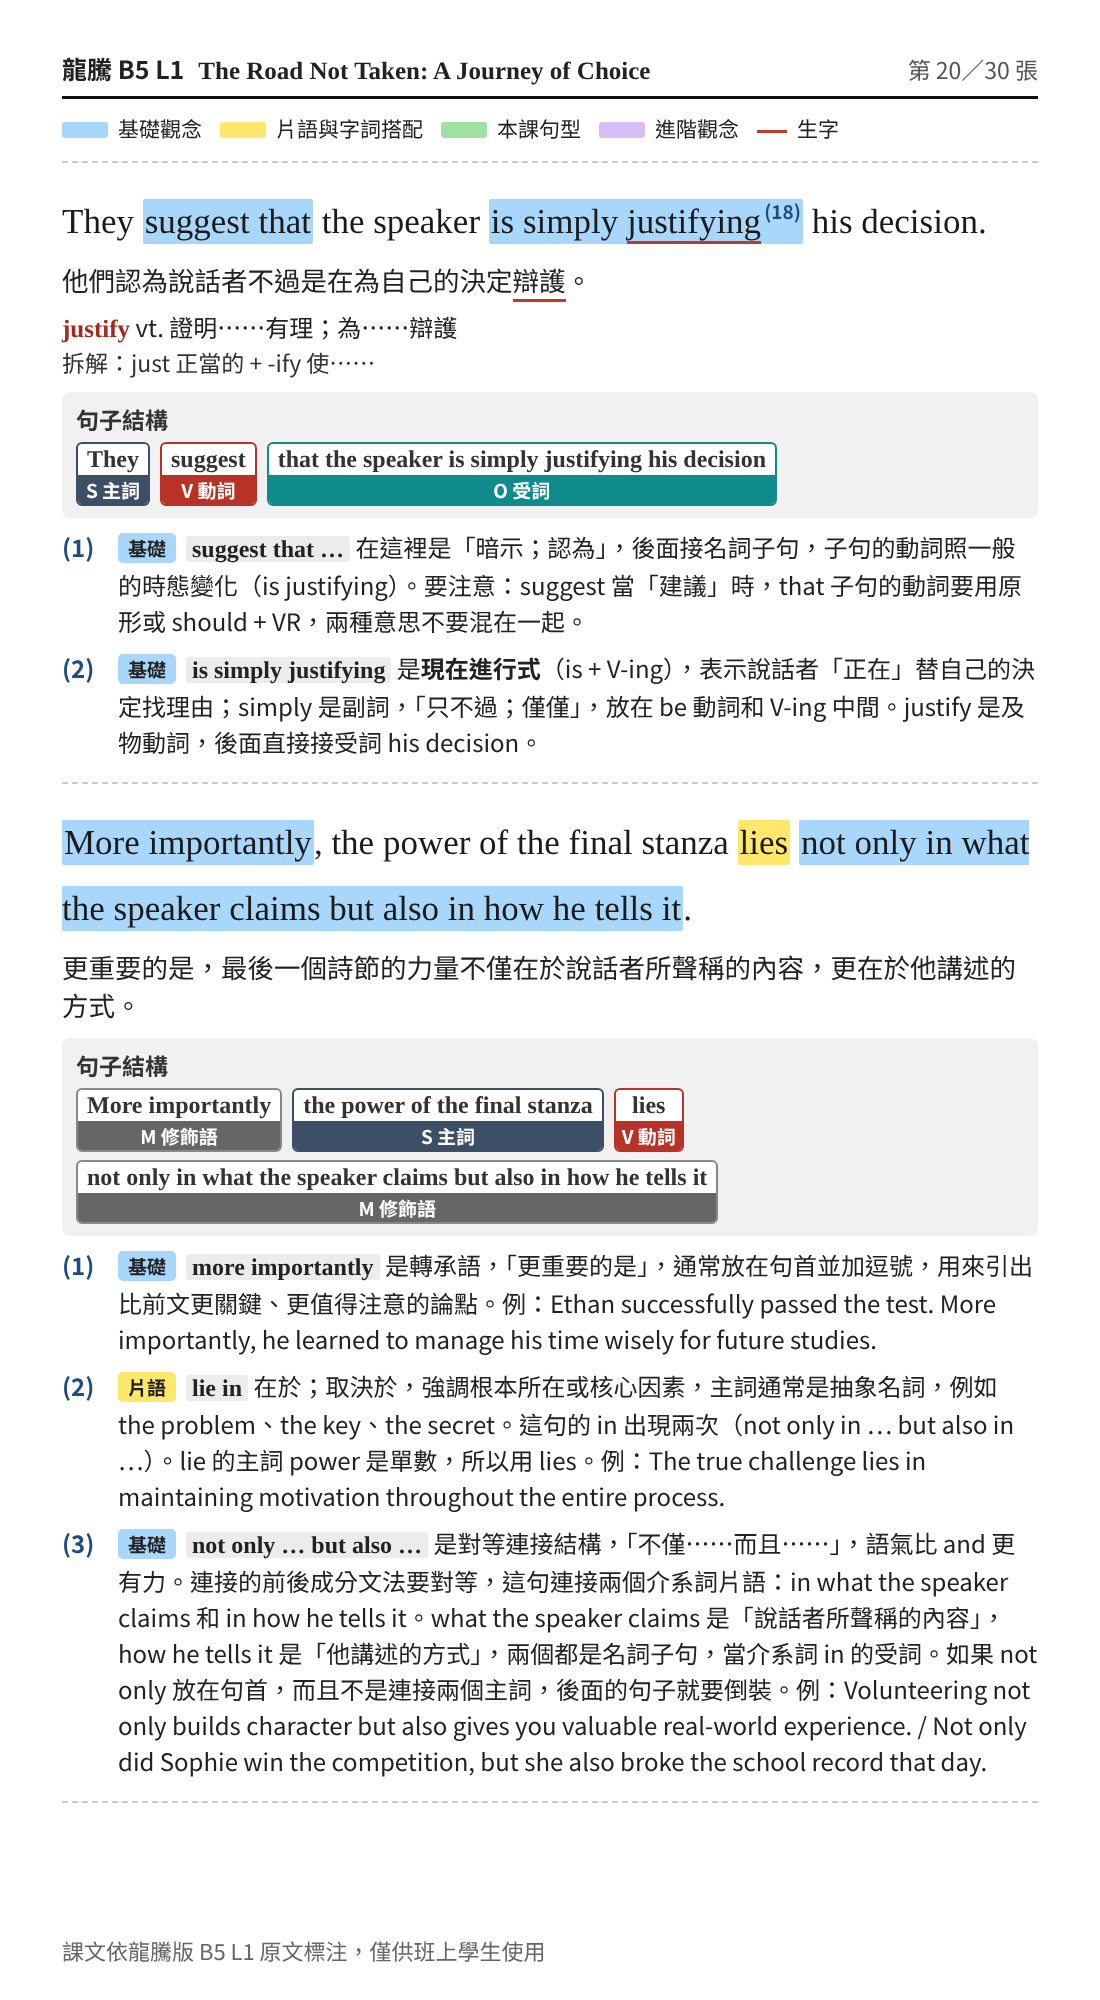 龍騰 B5 L1 The Road Not Taken: A Journey of Choice 第 20／30 張
基礎觀念 片語與字詞搭配 本課句型 進階觀念 生字
They suggest that the speaker is simply justifying(18) his decision.
他們認為說話者不過是在為自己的決定辯護。
justify vt. 證明⋯⋯有理；為⋯⋯辯護
拆解：just 正當的 + -ify 使⋯⋯
句子結構
They suggest that the speaker is simply justifying his decision
S 主詞 V 動詞 O 受詞
(1) 基礎 suggest that … 在這裡是「暗示；認為」，後面接名詞子句，子句的動詞照一般
的時態變化（is justifying）。要注意：suggest 當「建議」時，that 子句的動詞要用原
形或 should + VR，兩種意思不要混在一起。
(2) 基礎 is simply justifying 是現在進行式（is + V-ing），表示說話者「正在」替自己的決
定找理由；simply 是副詞，「只不過；僅僅」，放在 be 動詞和 V-ing 中間。justify 是及
物動詞，後面直接接受詞 his decision。
More importantly, the power of the final stanza lies not only in what
the speaker claims but also in how he tells it.
更重要的是，最後一個詩節的力量不僅在於說話者所聲稱的內容，更在於他講述的
方式。
句子結構
More importantly the power of the final stanza lies
M 修飾語 S 主詞 V 動詞
not only in what the speaker claims but also in how he tells it
M 修飾語
(1) 基礎 more importantly 是轉承語，「更重要的是」，通常放在句首並加逗號，用來引出
比前文更關鍵、更值得注意的論點。例：Ethan successfully passed the test. More
importantly, he learned to manage his time wisely for future studies.
(2) 片語 lie in 在於；取決於，強調根本所在或核心因素，主詞通常是抽象名詞，例如
the problem、the key、the secret。這句的 in 出現兩次（not only in … but also in
…）。lie 的主詞 power 是單數，所以用 lies。例：The true challenge lies in
maintaining motivation throughout the entire process.
(3) 基礎 not only … but also … 是對等連接結構，「不僅⋯⋯而且⋯⋯」，語氣比 and 更
有力。連接的前後成分文法要對等，這句連接兩個介系詞片語：in what the speaker
claims 和 in how he tells it。what the speaker claims 是「說話者所聲稱的內容」，
how he tells it 是「他講述的方式」，兩個都是名詞子句，當介系詞 in 的受詞。如果 not
only 放在句首，而且不是連接兩個主詞，後面的句子就要倒裝。例：Volunteering not
only builds character but also gives you valuable real-world experience. / Not only
did Sophie win the competition, but she also broke the school record that day.
課文依龍騰版 B5 L1 原文標注，僅供班上學生使用